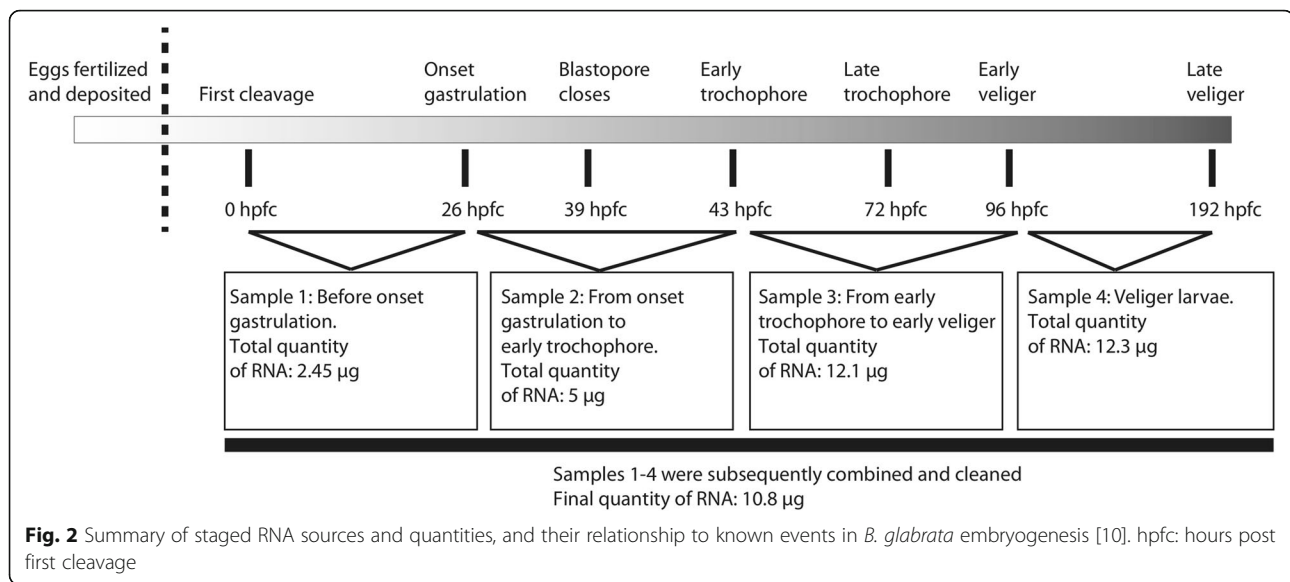 Eggs fertilized
and deposited
First cleavage
Onset
gastrulation
Blastopore
closes
Early
trochophore
Late
trochophore
Early
veliger
Late
veliger
0 hpfc
26 hpfc
39 hpfc
43 hpfc
72 hpfc
96 hpfc
192 hpfc
Sample 1: Before onset
gastrulation.
Total quantity
of RNA: 2.45 µg
Sample 2: From onset
gastrulation to
early trochophore.
Total quantity
of RNA: 5 µg
Sample 3: From early
trochophore to early veliger
Total quantity
of RNA: 12.1 µg
Sample 4: Veliger larvae.
Total quantity
of RNA: 12.3 µg
Samples 1-4 were subsequently combined and cleaned
Final quantity of RNA: 10.8 µg
Fig. 2 Summary of staged RNA sources and quantities, and their relationship to known events in B. glabrata embryogenesis [10]. hpfc: hours post
first cleavage